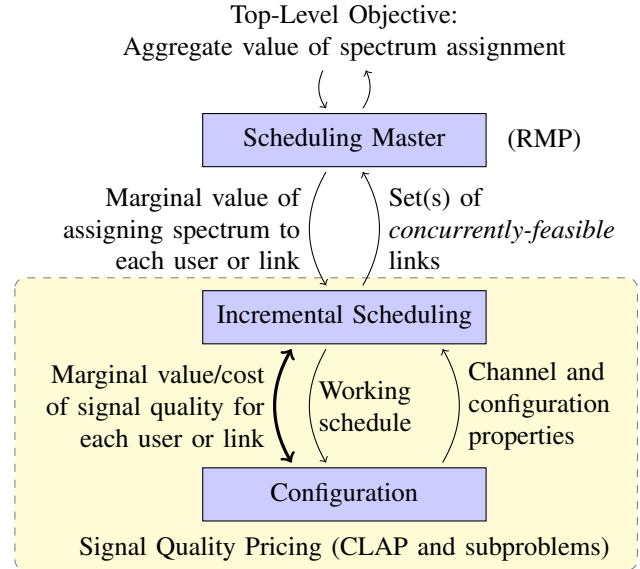 Top-Level Objective:
Aggregate value of spectrum assignment
Scheduling Master
(RMP)
Marginal value of
assigning spectrum to
each user or link
Set(s) of
concurrently-feasible
links
Incremental Scheduling
Marginal value/cost
of signal quality for
each user or link
Working
schedule
Channel and
configuration
properties
Configuration
Signal Quality Pricing (CLAP and subproblems)